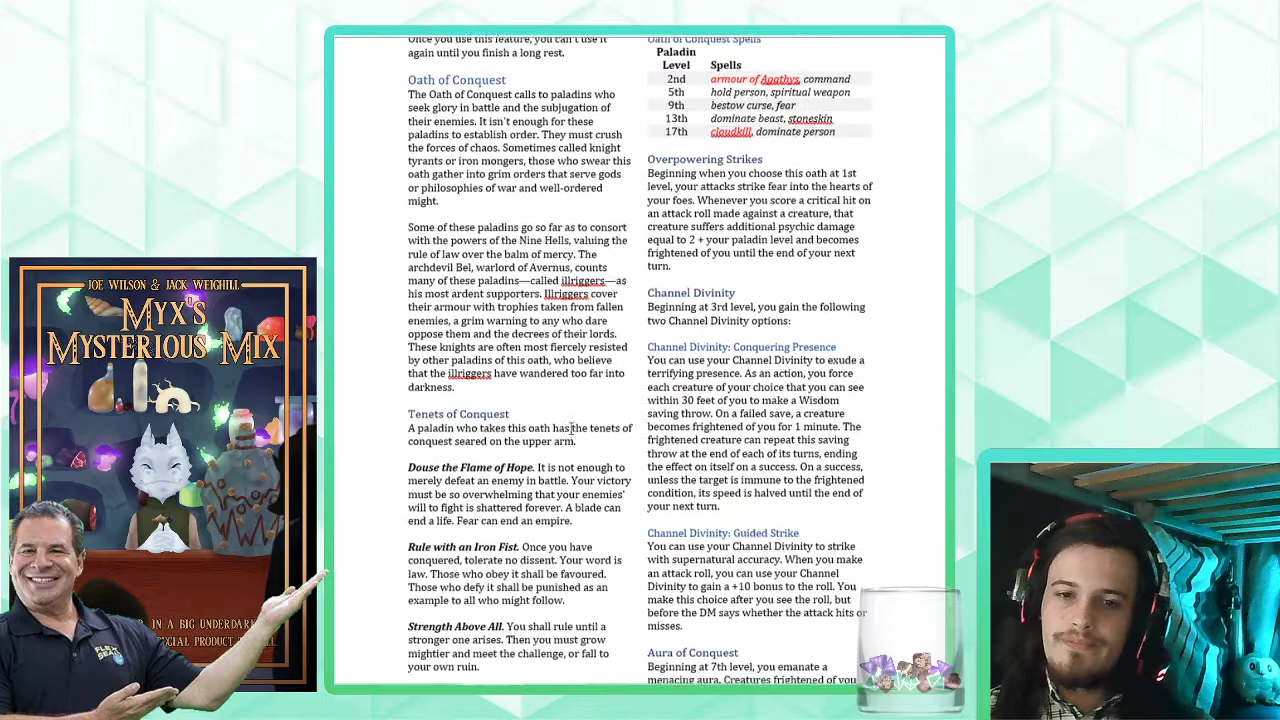 Once you use this feature, you can't use it
again until you finish a long rest.
Oath of Conquest
The Oath of Conquest calls to paladins who
seek glory in battle and the subjugation of
their enemies. It isn't enough for these
paladins to establish order. They must crush
the forces of chaos. Sometimes called knight
tyrants or iron mongers, those who swear this
oath gather into grim orders that serve gods
or philosophies of war and well-ordered
might.
Some of these paladins go so far as to consort
with the powers of the Nine Hells, valuing the
rule of law over the balm of mercy. The
archdevil Bel, warlord of Avernus, counts
many of these paladins—called illriggers—as
his most ardent supporters. Illriggers cover
their armour with trophies taken from fallen
enemies, a grim warning to any who dare
oppose them and the decrees of their lords.
These knights are often most fiercely resisted
by other paladins of this oath, who believe
that the illriggers have wandered too far into
darkness.
Tenets of Conquest
A paladin who takes this oath has the tenets of
conquest seared on the upper arm.
Douse the Flame of Hope. It is not enough to
merely defeat an enemy in battle. Your victory
must be so overwhelming that your enemies'
will to fight is shattered forever. A blade can
end a life. Fear can end an empire.
Rule with an Iron Fist. Once you have
conquered, tolerate no dissent. Your word is
law. Those who obey it shall be favoured.
Those who defy it shall be punished as an
example to all who might follow.
Strength Above All. You shall rule until a
stronger one arises. Then you must grow
mightier and meet the challenge, or fall to
your own ruin.
Oath of Conquest Spells
Paladin
Level Spells
2nd armour of Agathys, command
5th hold person, spiritual weapon
9th bestow curse, fear
13th dominate beast, stoneskin
17th cloudkill, dominate person
Overpowering Strikes
Beginning when you choose this oath at 1st
level, your attacks strike fear into the hearts of
your foes. Whenever you score a critical hit on
an attack roll made against a creature, that
creature suffers additional psychic damage
equal to 2 + your paladin level and becomes
frightened of you until the end of your next
turn.
Channel Divinity
Beginning at 3rd level, you gain the following
two Channel Divinity options:
Channel Divinity: Conquering Presence
You can use your Channel Divinity to exude a
terrifying presence. As an action, you force
each creature of your choice that you can see
within 30 feet of you to make a Wisdom
saving throw. On a failed save, a creature
becomes frightened of you for 1 minute. The
frightened creature can repeat this saving
throw at the end of each of its turns, ending
the effect on itself on a success. On a success,
unless the target is immune to the frightened
condition, its speed is halved until the end of
your next turn.
Channel Divinity: Guided Strike
You can use your Channel Divinity to strike
with supernatural accuracy. When you make
an attack roll, you can use your Channel
Divinity to gain a +10 bonus to the roll. You
make this choice after you see the roll, but
before the DM says whether the attack hits or
misses.
Aura of Conquest
Beginning at 7th level, you emanate a
menacing aura. Creatures frightened of you
JOE WILSON & JACK WEIGHILL
MYX'S
MYSTERIOUS MIX
IN A BIG UNDERDARK
SPECIAL PRODUCT